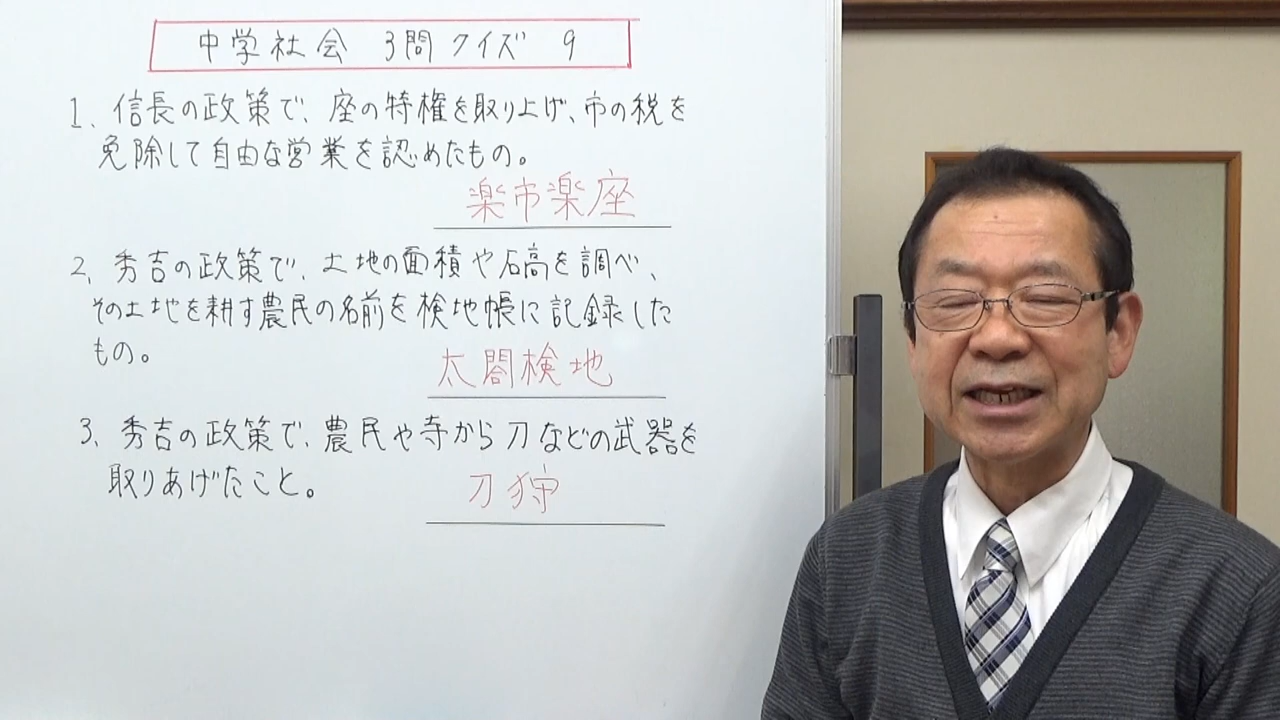 中学社会 3問クイズ 9
1、信長の政策で、座の特権を取り上げ、市の税を
免除して自由な営業を認めたもの。
楽市楽座
2、秀吉の政策で、土地の面積や石高を調べ、
その土地を耕す農民の名前を検地帳に記録した
もの。
太閤検地
3、秀吉の政策で、農民や寺から刀などの武器を
取りあげたこと。
刀狩